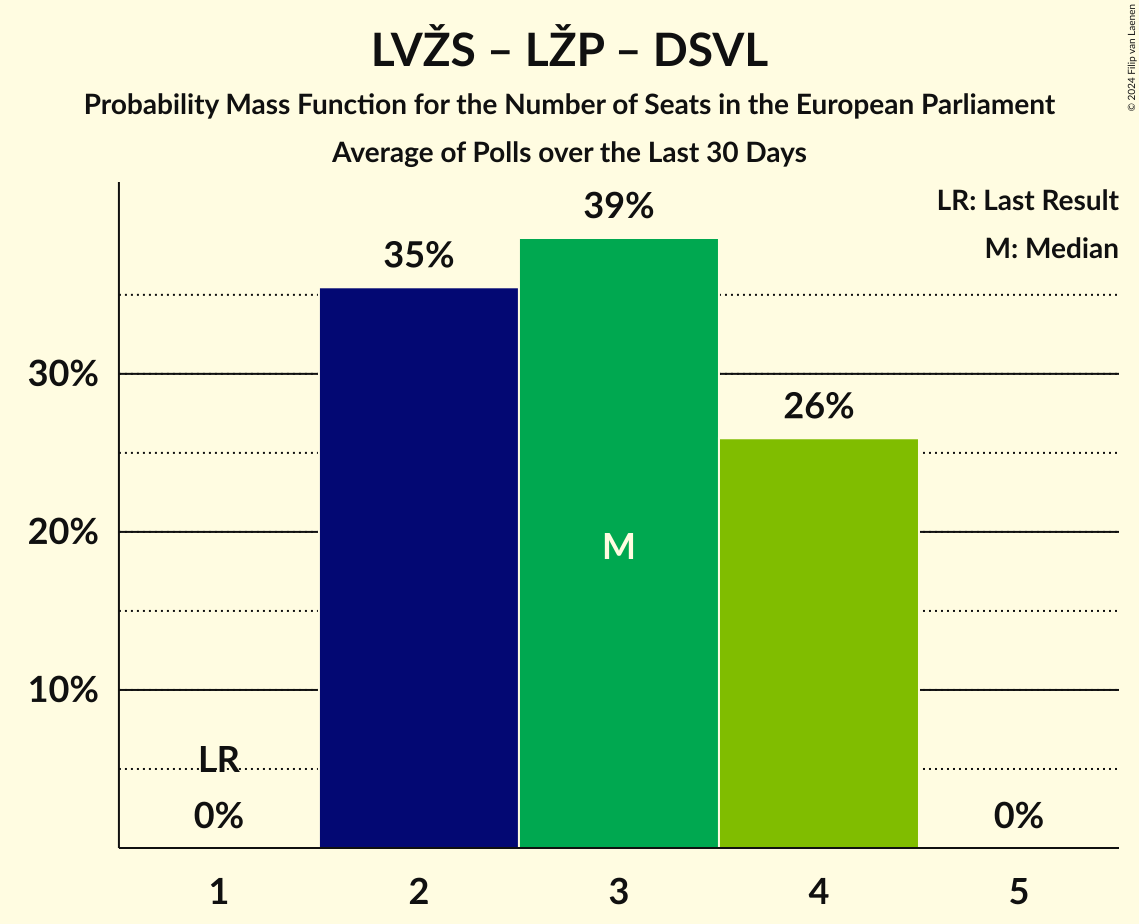 LVŽS – LŽP – DSVL
Probability Mass Function for the Number of Seats in the European Parliament
Average of Polls over the Last 30 Days
© 2024 Filip van Laenen
LR: Last Result
M: Median
39%
35%
30%
26%
20%
M
10%
LR
0%
0%
1 2 3 4 5